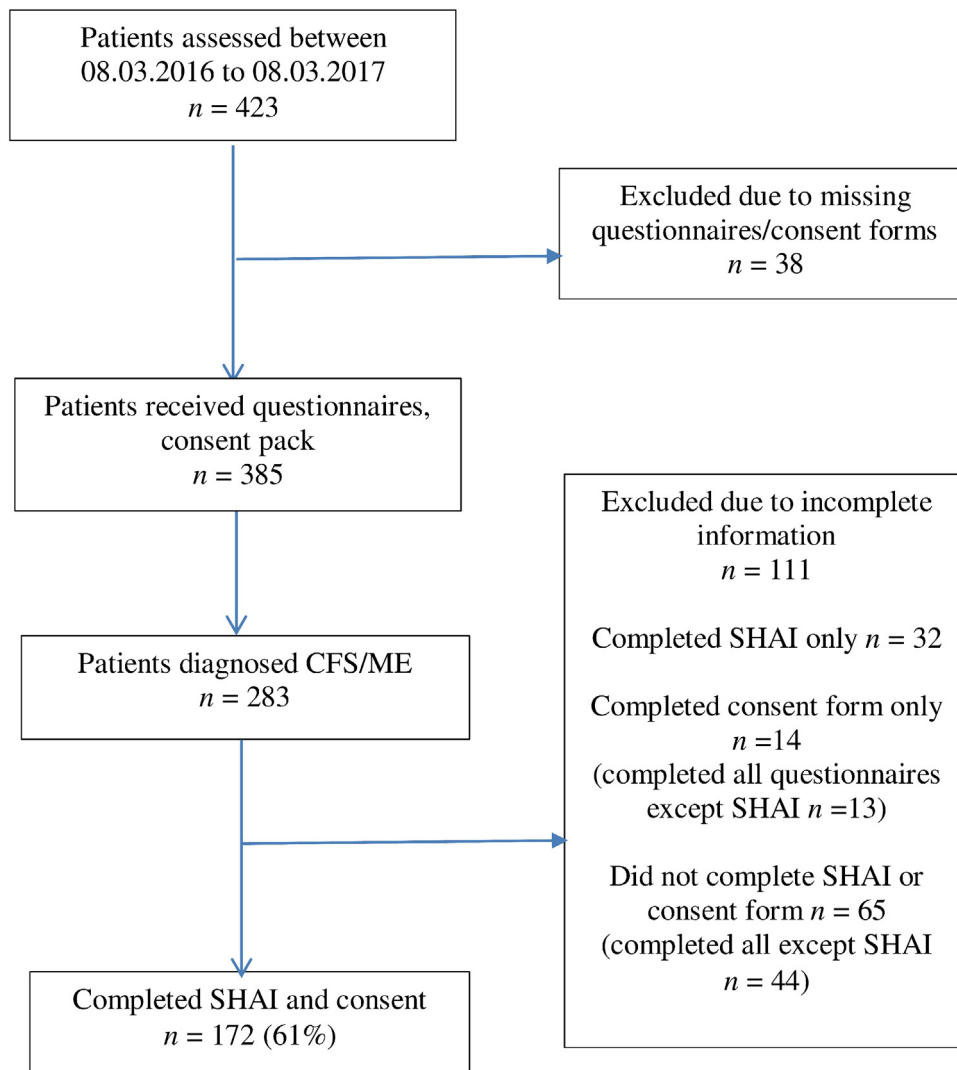 Patients assessed between
08.03.2016 to 08.03.2017
n = 423
Excluded due to missing
questionnaires/consent forms
n = 38
Patients received questionnaires,
consent pack
n = 385
Excluded due to incomplete
information
n = 111
Completed SHAI only n = 32
Completed consent form only
n =14
(completed all questionnaires
except SHAI n =13)
Did not complete SHAI or
consent form n = 65
(completed all except SHAI
n = 44)
Patients diagnosed CFS/ME
n = 283
Completed SHAI and consent
n = 172 (61%)